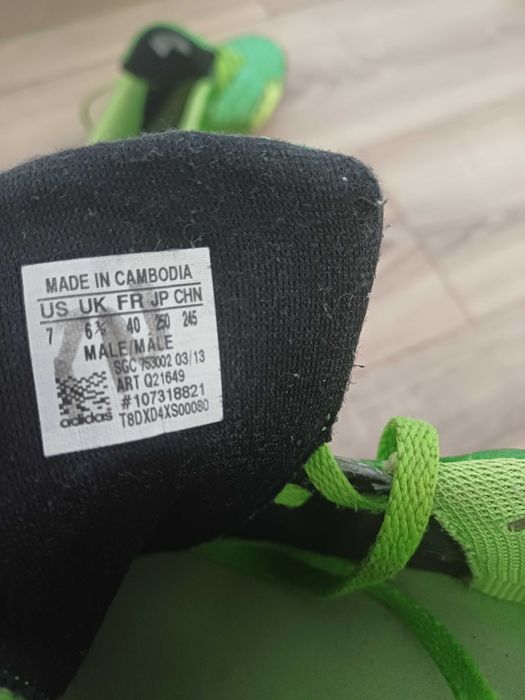 MADE IN CAMBODIA
US UK FR JP CHN
7 6½ 40 250 245
MALE/MÂLE
SGC 753002 03/13
ART Q21649
#107318821
adidas T8DXD4XS00080